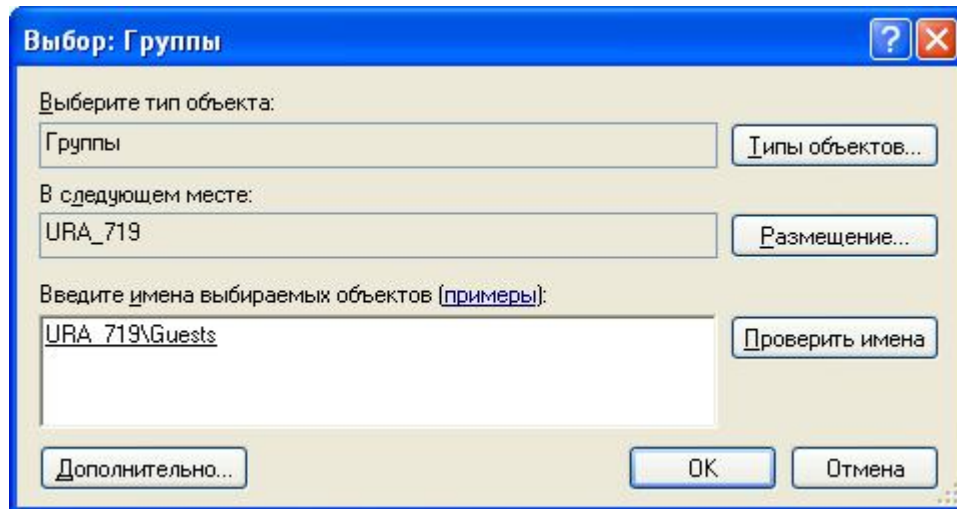 Выбор: Группы
Выберите тип объекта:
Группы
Типы объектов...
В следующем месте:
URA_719
Размещение...
Введите имена выбираемых объектов (примеры):
URA_719\Guests
Проверить имена
Дополнительно...
OK
Отмена